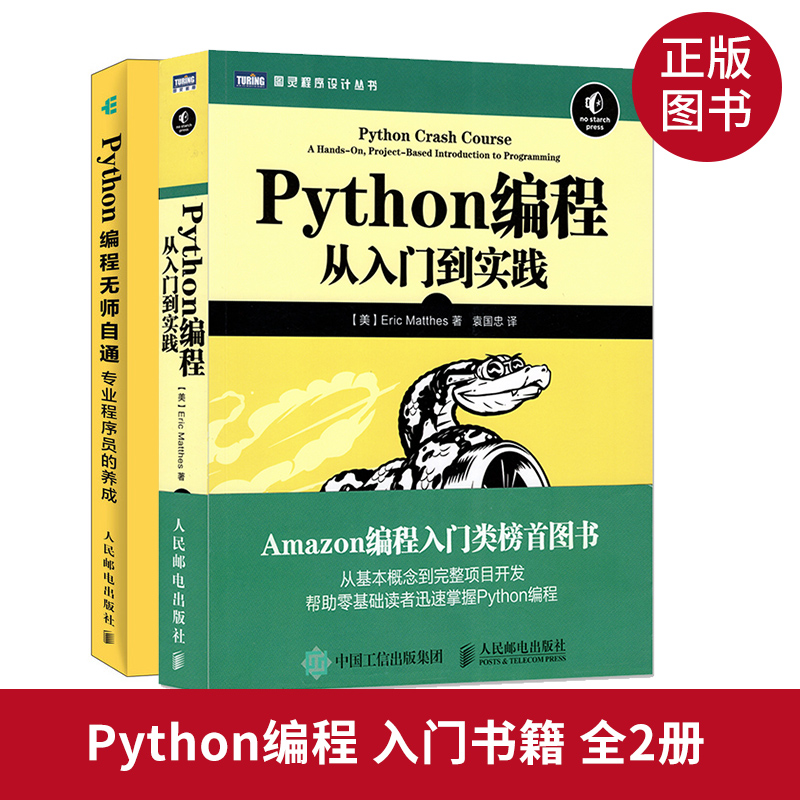 正版
图书
Python编程无师自通 专业程序员的养成
人民邮电出版社
TURING
Python编程
从入门到实践
【美】Eric Matthes 著
人民邮电出版社
TURING 图灵程序设计丛书
no starch
press
Python Crash Course
A Hands-On, Project-Based Introduction to Programming
Python编程
从入门到实践
【美】Eric Matthes 著 袁国忠 译
Amazon编程入门类榜首图书
从基本概念到完整项目开发
帮助零基础读者迅速掌握Python编程
中国工信出版集团
人民邮电出版社
POSTS & TELECOM PRESS
Python编程 入门书籍 全2册